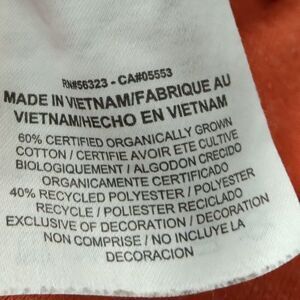 RN#56323 - CA#05553
MADE IN VIETNAM/FABRIQUE AU
VIETNAM/HECHO EN VIETNAM
60% CERTIFIED ORGANICALLY GROWN
COTTON / CERTIFIE AVOIR ETE CULTIVE
BIOLOGIQUEMENT / ALGODON CRECIDO
ORGANICAMENTE CERTIFICADO
40% RECYCLED POLYESTER / POLYESTER
RECYCLE / POLIESTER RECICLADO
EXCLUSIVE OF DECORATION / DECORATION
NON COMPRISE / NO INCLUYE LA
DECORACION